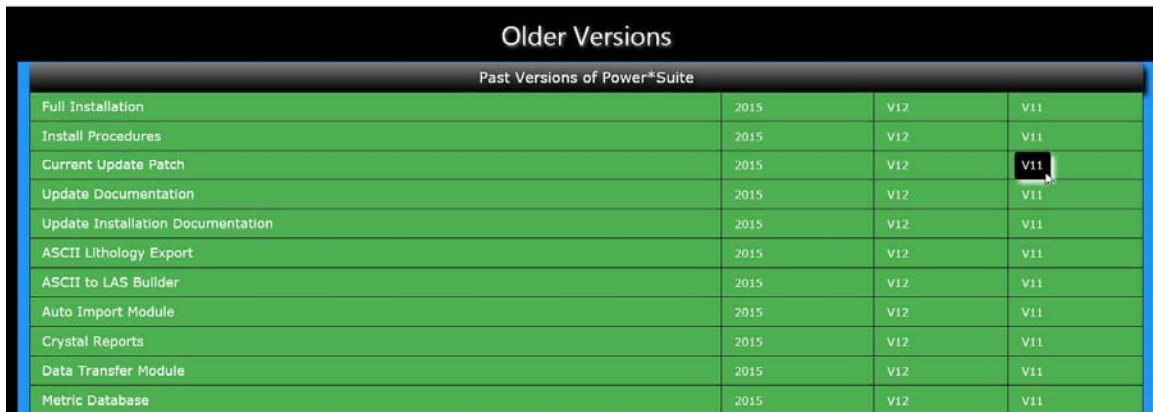 Older Versions
Past Versions of Power*Suite
Full Installation 2015 V12 V11
Install Procedures 2015 V12 V11
Current Update Patch 2015 V12 V11
Update Documentation 2015 V12 V11
Update Installation Documentation 2015 V12 V11
ASCII Lithology Export 2015 V12 V11
ASCII to LAS Builder 2015 V12 V11
Auto Import Module 2015 V12 V11
Crystal Reports 2015 V12 V11
Data Transfer Module 2015 V12 V11
Metric Database 2015 V12 V11